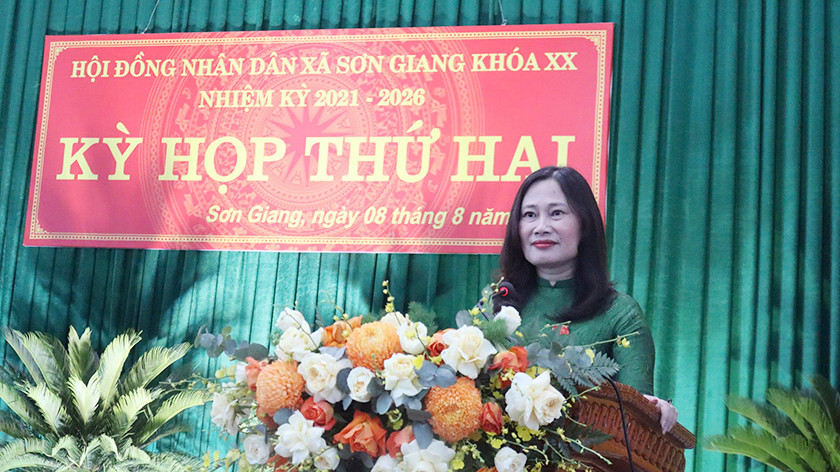 HỘI ĐỒNG NHÂN DÂN XÃ SƠN GIANG KHÓA XX
NHIỆM KỲ 2021 - 2026
KỲ HỌP THỨ HAI
Sơn Giang, ngày 08 tháng 8 năm